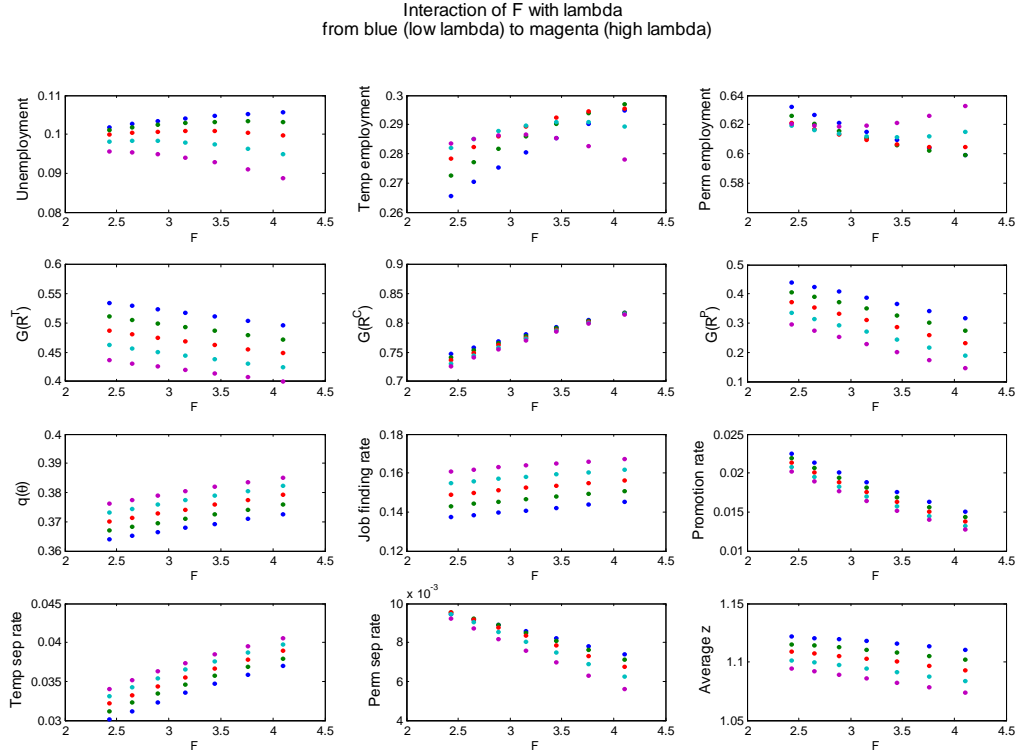 Interaction of F with lambda
from blue (low lambda) to magenta (high lambda)
Unemployment
0.11
0.1
0.09
0.08
2 2.5 3 3.5 4 4.5
F
Temp employment
0.3
0.29
0.28
0.27
0.26
2 2.5 3 3.5 4 4.5
F
Perm employment
0.64
0.62
0.6
0.58
2 2.5 3 3.5 4 4.5
F
G(R^T)
0.6
0.55
0.5
0.45
0.4
2 2.5 3 3.5 4 4.5
F
G(R^C)
0.9
0.85
0.8
0.75
0.7
2 2.5 3 3.5 4 4.5
F
G(R^P)
0.5
0.4
0.3
0.2
0.1
2 2.5 3 3.5 4 4.5
F
q(θ)
0.4
0.39
0.38
0.37
0.36
2 2.5 3 3.5 4 4.5
F
Job finding rate
0.18
0.16
0.14
0.12
2 2.5 3 3.5 4 4.5
F
Promotion rate
0.025
0.02
0.015
0.01
2 2.5 3 3.5 4 4.5
F
Temp sep rate
0.045
0.04
0.035
0.03
2 2.5 3 3.5 4 4.5
F
Perm sep rate
x 10^-3
10
8
6
4
2 2.5 3 3.5 4 4.5
F
Average z
1.15
1.1
1.05
2 2.5 3 3.5 4 4.5
F